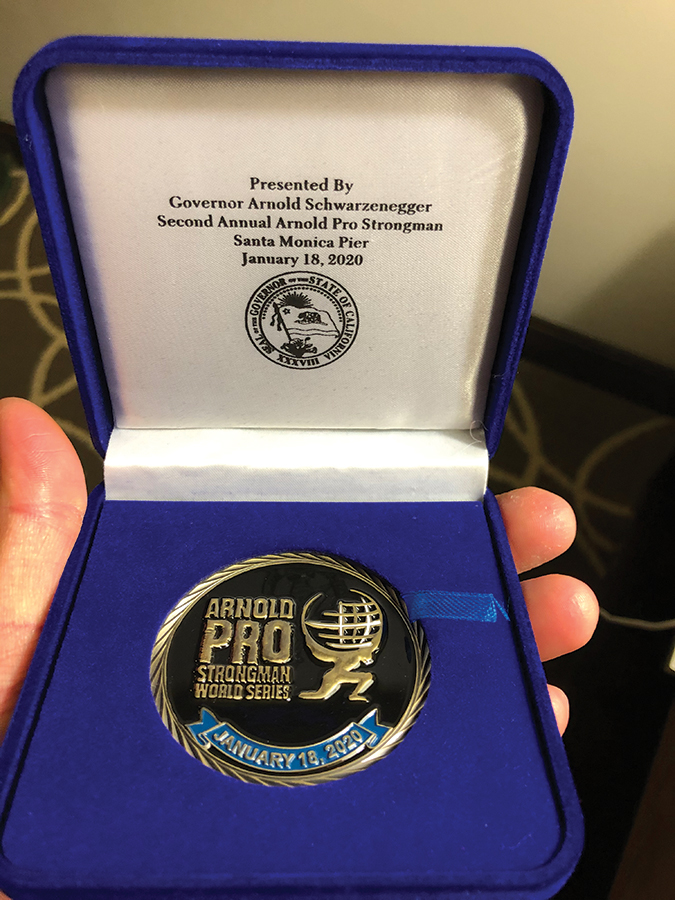 Presented By
Governor Arnold Schwarzenegger
Second Annual Arnold Pro Strongman
Santa Monica Pier
January 18, 2020
SEAL OF THE GOVERNOR OF THE STATE OF CALIFORNIA
XXXVIII
ARNOLD
PRO
STRONGMAN
WORLD SERIES
JANUARY 18, 2020